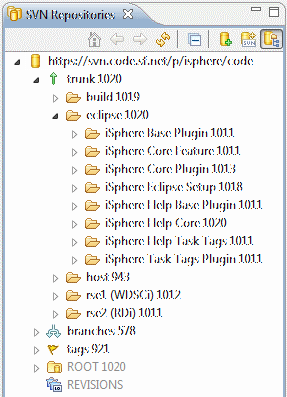 SVN Repositories
SVN
https://svn.code.sf.net/p/isphere/code
trunk 1020
build 1019
eclipse 1020
iSphere Base Plugin 1011
iSphere Core Feature 1011
iSphere Core Plugin 1013
iSphere Eclipse Setup 1018
iSphere Help Base Plugin 1011
iSphere Help Core 1020
iSphere Help Task Tags 1011
iSphere Task Tags Plugin 1011
host 943
rse1 (WDSCi) 1012
rse2 (RDi) 1011
branches 578
tags 921
ROOT 1020
REVISIONS